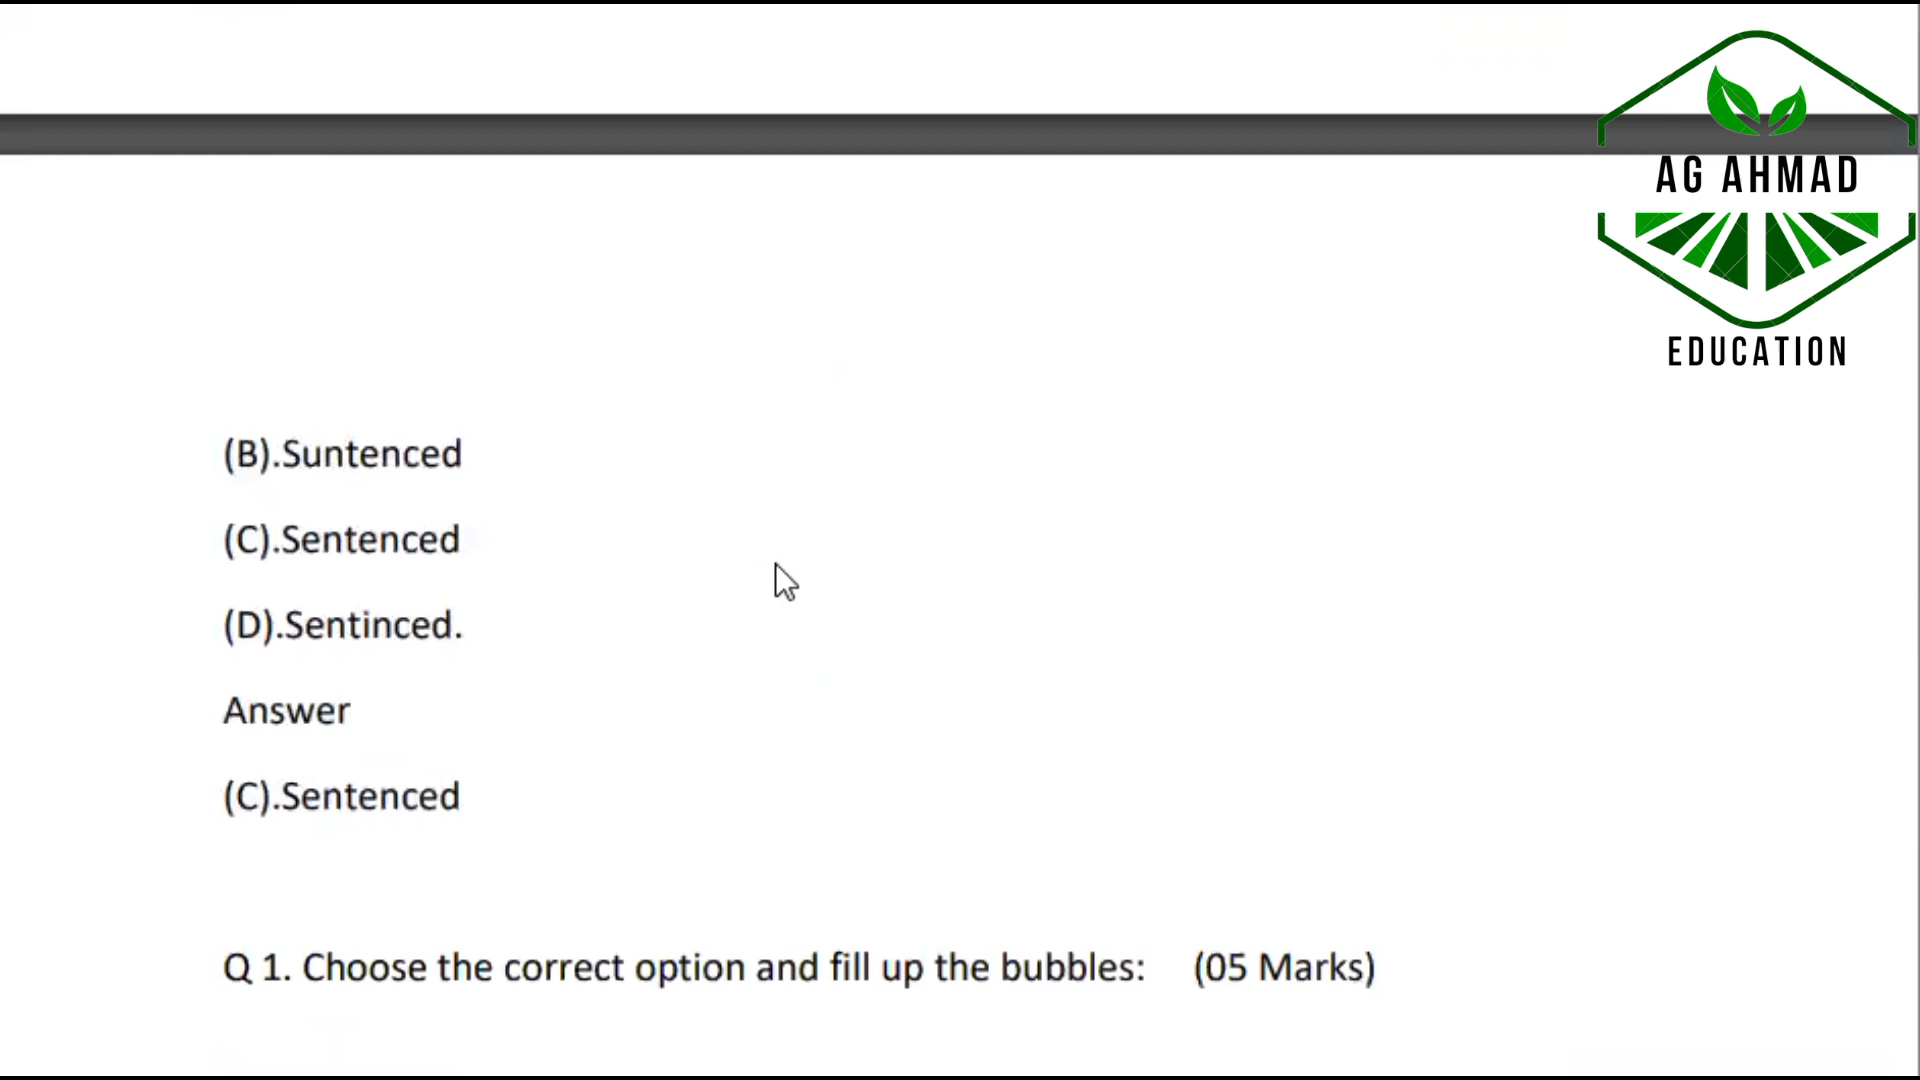 AG AHMAD
EDUCATION
(B).Suntenced
(C).Sentenced
(D).Sentinced.
Answer
(C).Sentenced
Q 1. Choose the correct option and fill up the bubbles: (05 Marks)